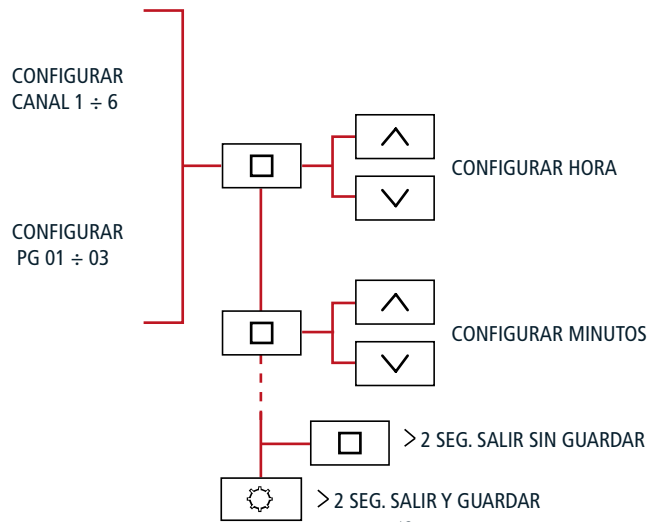 CONFIGURAR
CANAL 1 ÷ 6
CONFIGURAR HORA
CONFIGURAR
PG 01 ÷ 03
CONFIGURAR MINUTOS
>2 SEG. SALIR SIN GUARDAR
>2 SEG. SALIR Y GUARDAR